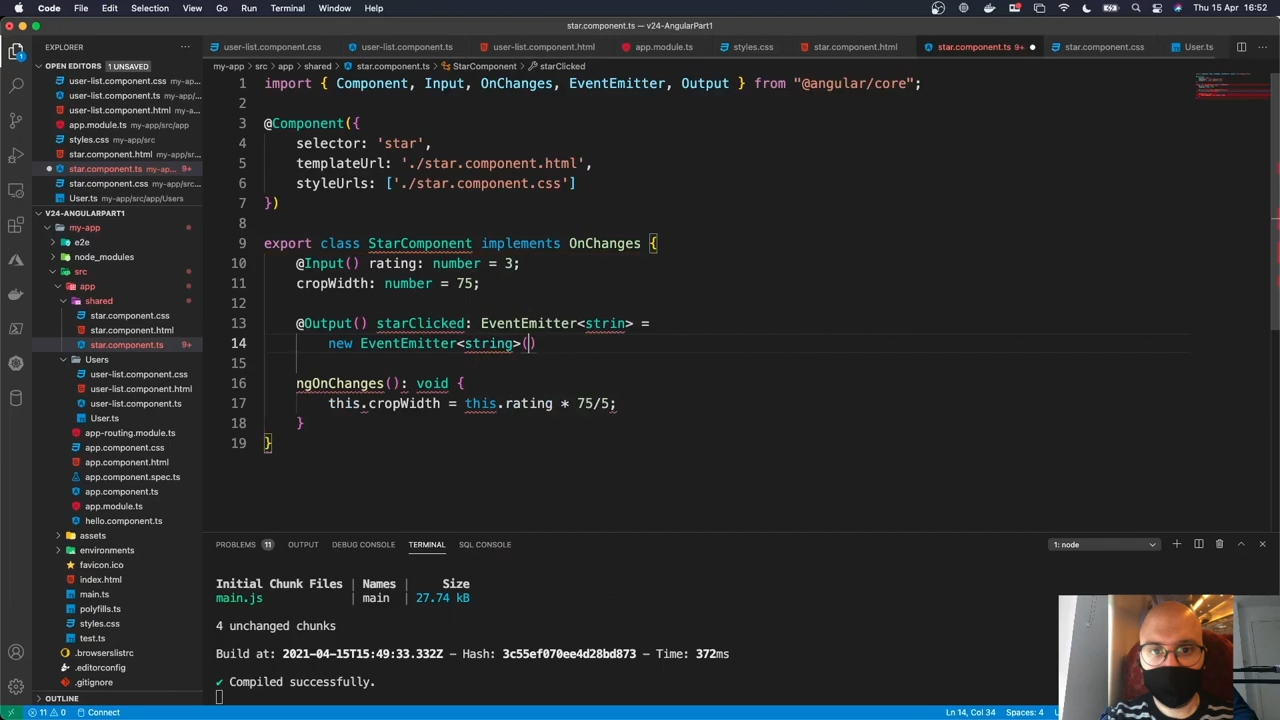 Code File Edit Selection View Go Run Terminal Window Help
100% Thu 15 Apr 16:52
star.component.ts — v24-AngularPart1
EXPLORER
user-list.component.css user-list.component.ts user-list.component.html app.module.ts styles.css star.component.html star.component.ts 9+ star.component.css User.ts
OPEN EDITORS 1 UNSAVED
my-app > src > app > shared > star.component.ts > StarComponent > starClicked
user-list.component.css my-app/...
user-list.component.ts my-app/...
user-list.component.html my-app/...
app.module.ts my-app/src/app
styles.css my-app/src
star.component.html my-app/src...
star.component.ts my-ap... 9+
star.component.css my-app/src...
User.ts my-app/src/app/Users
V24-ANGULARPART1
my-app
e2e
node_modules
src
app
shared
star.component.css
star.component.html
star.component.ts 9+
Users
user-list.component.css
user-list.component.html
user-list.component.ts
User.ts
app-routing.module.ts
app.component.css
app.component.html
app.component.spec.ts
app.component.ts
app.module.ts
hello.component.ts
assets
environments
favicon.ico
index.html
main.ts
polyfills.ts
styles.css
test.ts
.browserslistrc
.editorconfig
.gitignore
OUTLINE
1 import { Component, Input, OnChanges, EventEmitter, Output } from "@angular/core";
2
3 @Component({
4 selector: 'star',
5 templateUrl: './star.component.html',
6 styleUrls: ['./star.component.css']
7 })
8
9 export class StarComponent implements OnChanges {
10 @Input() rating: number = 3;
11 cropWidth: number = 75;
12
13 @Output() starClicked: EventEmitter<strin> =
14 new EventEmitter<string>()
15
16 ngOnChanges(): void {
17 this.cropWidth = this.rating * 75/5;
18 }
19 }
PROBLEMS 11 OUTPUT DEBUG CONSOLE TERMINAL SQL CONSOLE 1: node
Initial Chunk Files | Names | Size
main.js | main | 27.74 kB
4 unchanged chunks
Build at: 2021-04-15T15:49:33.332Z - Hash: 3c55ef070ee4d28bd873 - Time: 372ms
✔ Compiled successfully.
11 0 Connect Ln 14, Col 34 Spaces: 4